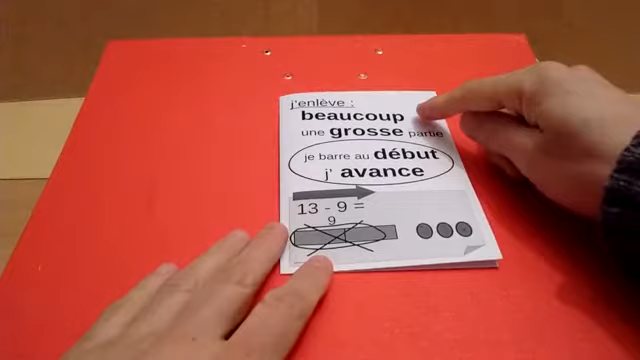 j'enlève :
beaucoup
une grosse partie
je barre au début
j' avance
13 - 9 =
9